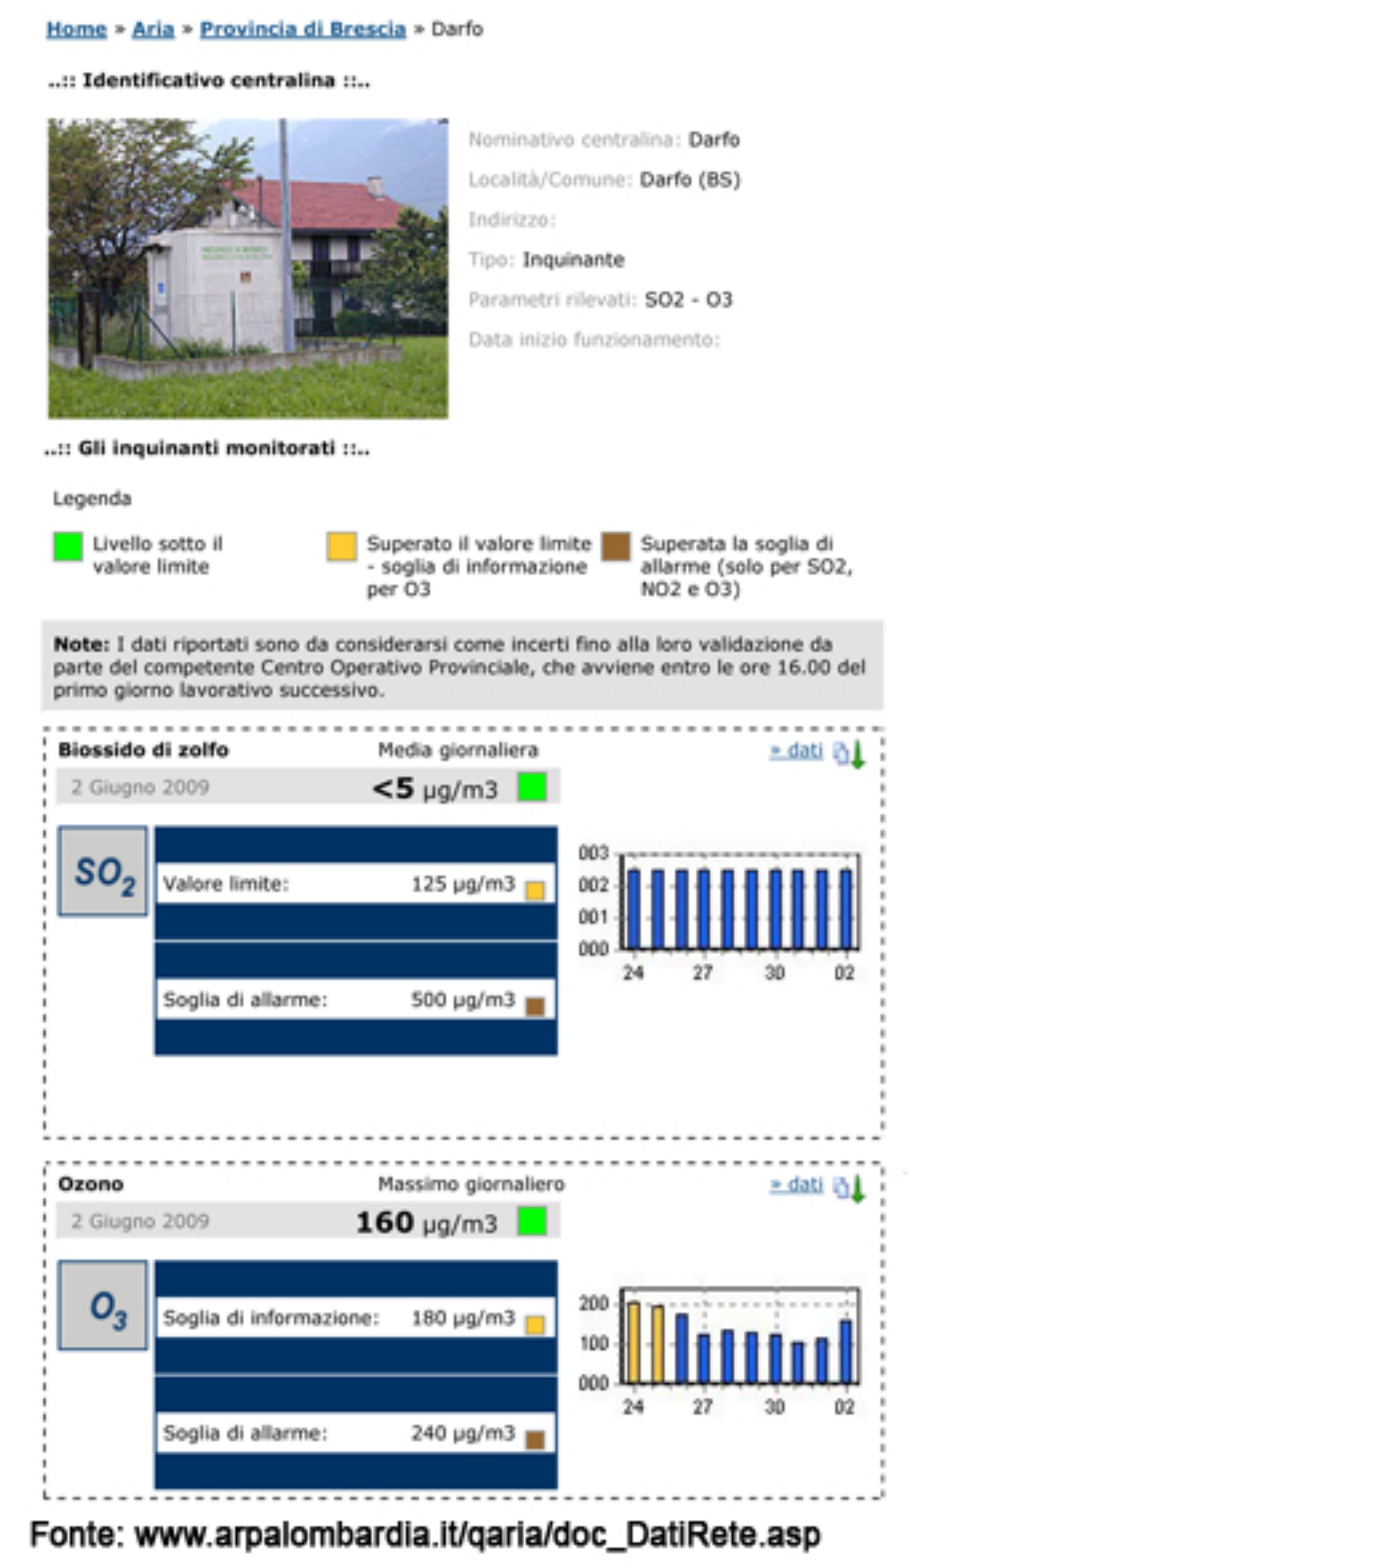 Home » Aria » Provincia di Brescia » Darfo
..:: Identificativo centralina ::..
Nominativo centralina: Darfo
Località/Comune: Darfo (BS)
Indirizzo:
Tipo: Inquinante
Parametri rilevati: SO2 - O3
Data inizio funzionamento:
..:: Gli inquinanti monitorati ::..
Legenda
Livello sotto il
valore limite
Superato il valore limite
- soglia di informazione
per O3
Superata la soglia di
allarme (solo per SO2,
NO2 e O3)
Note: I dati riportati sono da considerarsi come incerti fino alla loro validazione da
parte del competente Centro Operativo Provinciale, che avviene entro le ore 16.00 del
primo giorno lavorativo successivo.
Biossido di zolfo Media giornaliera » dati
2 Giugno 2009 <5 µg/m3
SO2
Valore limite: 125 µg/m3
Soglia di allarme: 500 µg/m3
003
002
001
000
24 27 30 02
Ozono Massimo giornaliero » dati
2 Giugno 2009 160 µg/m3
O3
Soglia di informazione: 180 µg/m3
Soglia di allarme: 240 µg/m3
200
100
000
24 27 30 02
Fonte: www.arpalombardia.it/qaria/doc_DatiRete.asp